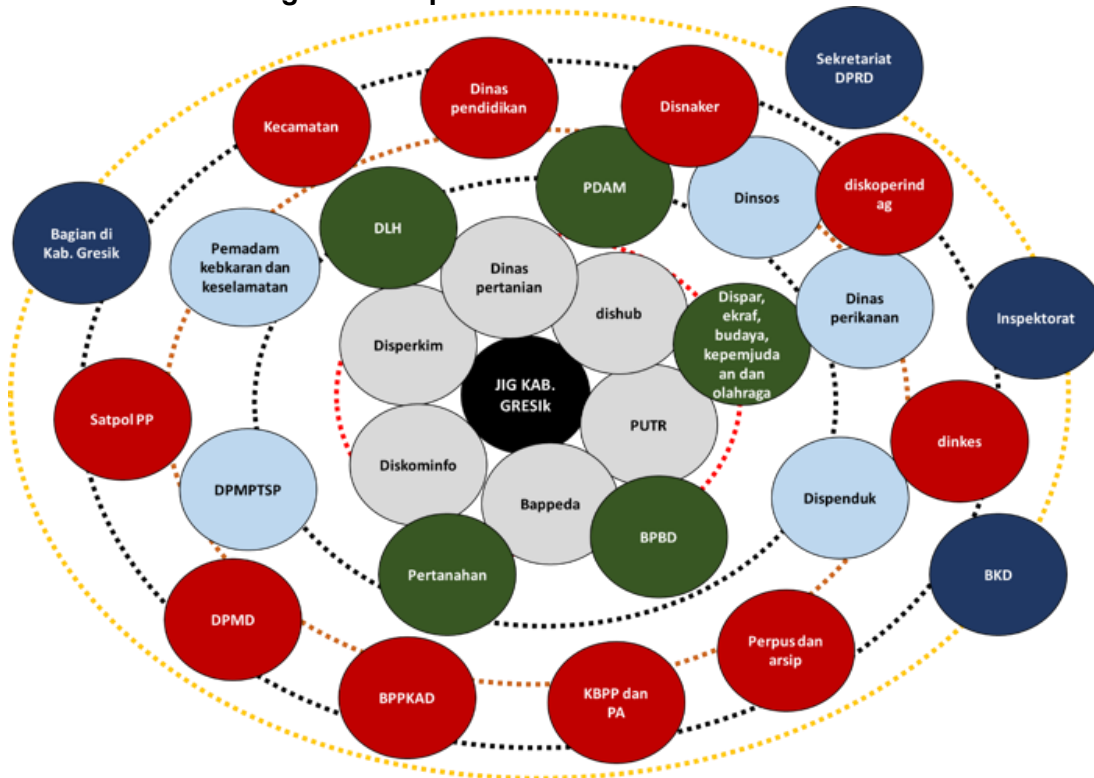 Sekretariat
DPRD
Dinas
pendidikan
Disnaker
Kecamatan
PDAM
Dinsos
diskoperind
ag
DLH
Bagian di
Kab. Gresik
Pemadam
kebkaran dan
keselamatan
Dinas
pertanian
dishub
Dispar,
ekraf,
budaya,
kepemjuda
an dan
olahraga
Dinas
perikanan
Inspektorat
Disperkim
JIG KAB.
GRESIk
Satpol PP
PUTR
dinkes
Diskominfo
DPMPTSP
Bappeda
Dispenduk
BPBD
Pertanahan
BKD
DPMD
Perpus dan
arsip
BPPKAD
KBPP dan
PA